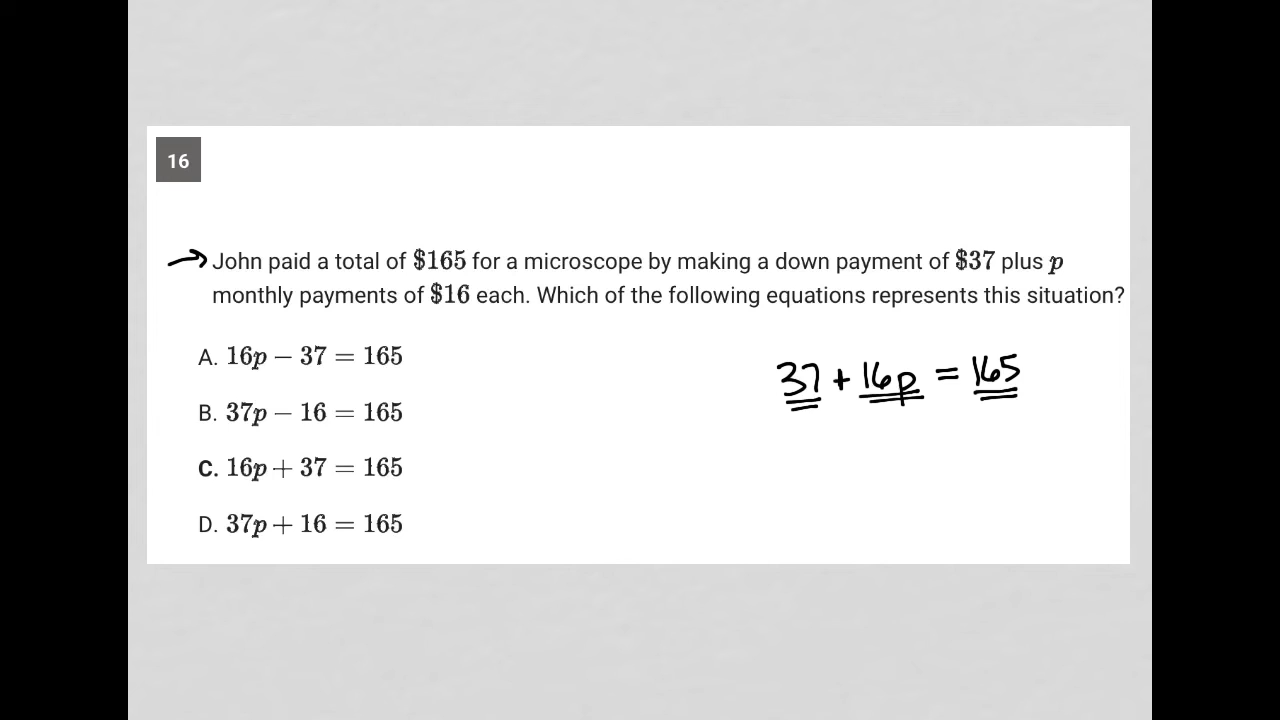 16
John paid a total of $165 for a microscope by making a down payment of $37 plus p
monthly payments of $16 each. Which of the following equations represents this situation?
A. 16p − 37 = 165
B. 37p − 16 = 165
C. 16p + 37 = 165
D. 37p + 16 = 165
37 + 16p = 165